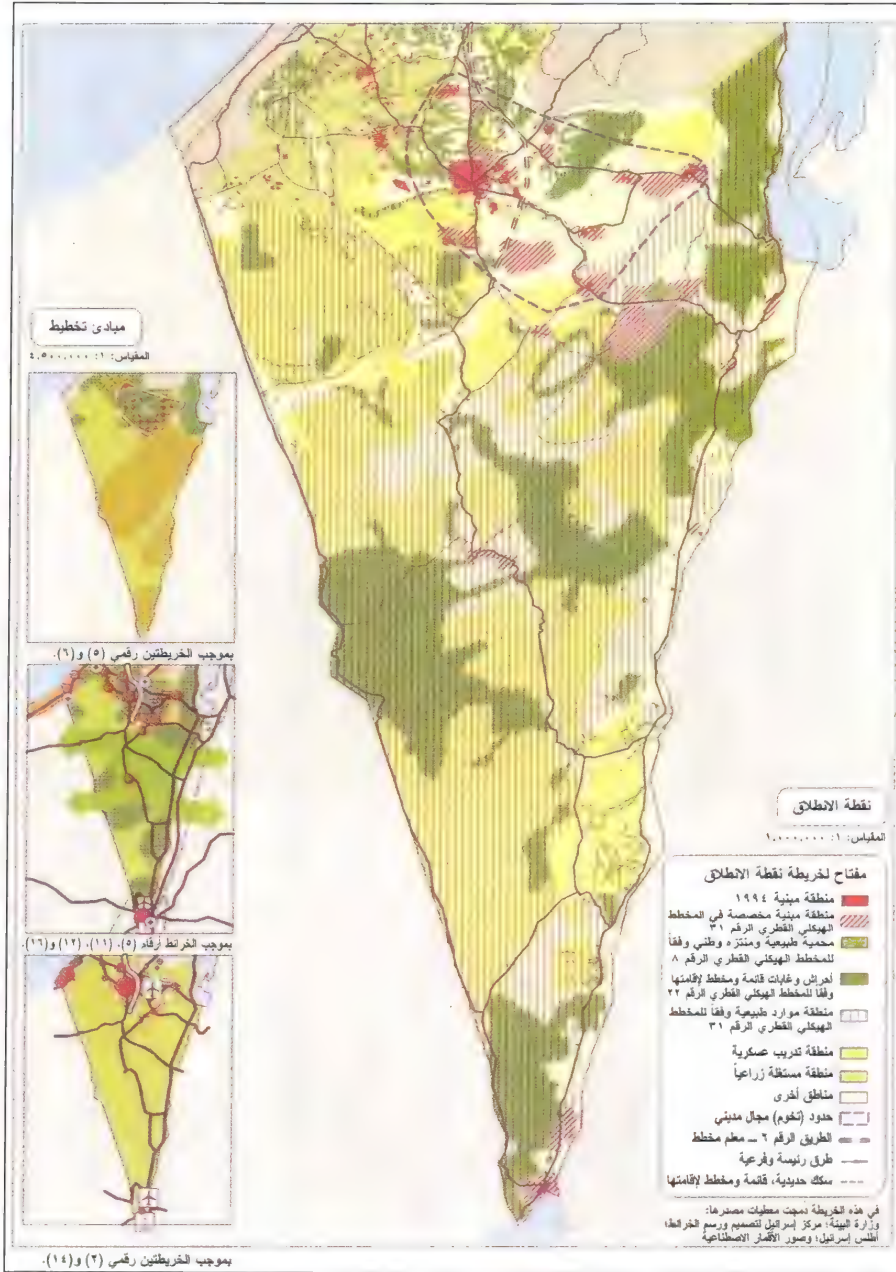 مبادئ تخطيط
المقياس: ١: ٤,٥٠٠,٠٠٠
بموجب الخريطتين رقمي (٥) و(٦).
بموجب الخرائط أرقام (٥)، (١١)، (١٢) و(١٦).
بموجب الخريطتين رقمي (٢) و(١٤).
نقطة الانطلاق
المقياس: ١: ١,٠٠٠,٠٠٠
مفتاح لخريطة نقطة الانطلاق
منطقة مبنية ١٩٩٤
منطقة مبنية مخصصة في المخطط
الهيكلي القطري الرقم ٣١
محمية طبيعية ومنتزه وطني وفقاً
للمخطط الهيكلي القطري الرقم ٨
أحراش وغابات قائمة ومخطط لإقامتها
وفقاً للمخطط الهيكلي القطري الرقم ٢٢
منطقة موارد طبيعية وفقاً للمخطط
الهيكلي القطري الرقم ٣١
منطقة تدريب عسكرية
منطقة مستغلة زراعياً
مناطق أخرى
حدود (تخوم) مجال مديني
الطريق الرقم ٦ ــ معلم مخطط
طرق رئيسة وفرعية
سكك حديدية، قائمة ومخطط لإقامتها
في هذه الخريطة دمجت معطيات مصدرها:
وزارة البيئة؛ مركز إسرائيل لتصميم ورسم الخرائط؛
أطلس إسرائيل؛ وصور الأقمار الاصطناعية